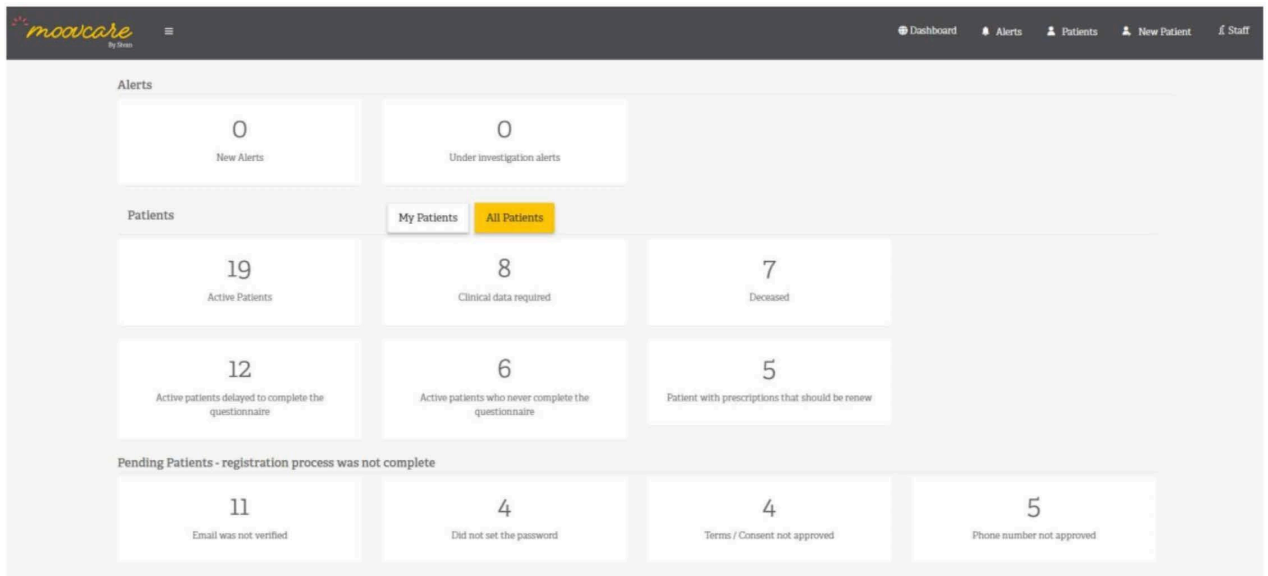 moovcare
By Sivan
Dashboard
Alerts
Patients
New Patient
Staff
Alerts
0
New Alerts
0
Under investigation alerts
Patients
My Patients
All Patients
19
Active Patients
8
Clinical data required
7
Deceased
12
Active patients delayed to complete the
questionnaire
6
Active patients who never complete the
questionnaire
5
Patient with prescriptions that should be renew
Pending Patients - registration process was not complete
11
Email was not verified
4
Did not set the password
4
Terms / Consent not approved
5
Phone number not approved